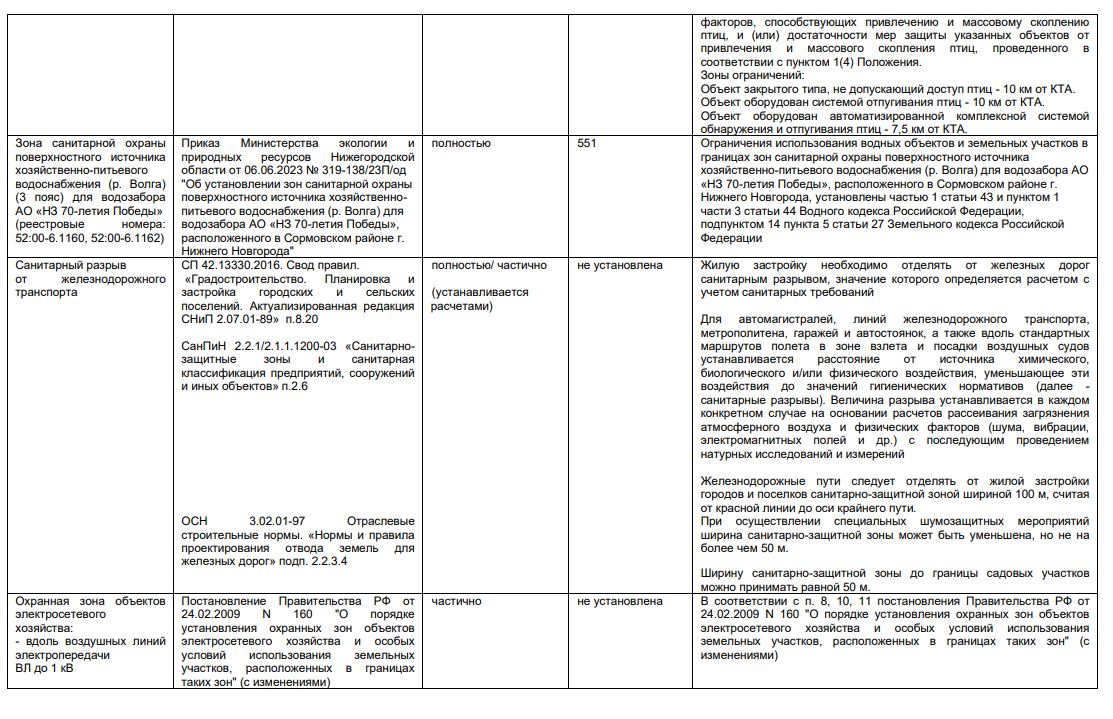 факторов, способствующих привлечению и массовому скоплению
птиц, и (или) достаточности мер защиты указанных объектов от
привлечения и массового скопления птиц, проведенного в
соответствии с пунктом 1(4) Положения.
Зоны ограничений:
Объект закрытого типа, не допускающий доступ птиц - 10 км от КТА.
Объект оборудован системой отпугивания птиц - 10 км от КТА.
Объект оборудован автоматизированной комплексной системой
обнаружения и отпугивания птиц - 7,5 км от КТА.
Зона санитарной охраны
поверхностного источника
хозяйственно-питьевого
водоснабжения (р. Волга)
(3 пояс) для водозабора
АО «НЗ 70-летия Победы»
(реестровые номера:
52:00-6.1160, 52:00-6.1162)
Приказ Министерства экологии и
природных ресурсов Нижегородской
области от 06.06.2023 № 319-138/23П/од
"Об установлении зон санитарной охраны
поверхностного источника хозяйственно-
питьевого водоснабжения (р. Волга) для
водозабора АО «НЗ 70-летия Победы»,
расположенного в Сормовском районе г.
Нижнего Новгорода"
полностью
551
Ограничения использования водных объектов и земельных участков в
границах зон санитарной охраны поверхностного источника
хозяйственно-питьевого водоснабжения (р. Волга) для водозабора АО
«НЗ 70-летия Победы», расположенного в Сормовском районе г.
Нижнего Новгорода, установлены частью 1 статьи 43 и пунктом 1
части 3 статьи 44 Водного кодекса Российской Федерации,
подпунктом 14 пункта 5 статьи 27 Земельного кодекса Российской
Федерации
Санитарный разрыв
от железнодорожного
транспорта
СП 42.13330.2016. Свод правил.
«Градостроительство. Планировка и
застройка городских и сельских
поселений. Актуализированная редакция
СНиП 2.07.01-89» п.8.20
СанПиН 2.2.1/2.1.1.1200-03 «Санитарно-
защитные зоны и санитарная
классификация предприятий, сооружений
и иных объектов» п.2.6
ОСН 3.02.01-97 Отраслевые
строительные нормы. «Нормы и правила
проектирования отвода земель для
железных дорог» подп. 2.2.3.4
полностью/ частично
(устанавливается
расчетами)
не установлена
Жилую застройку необходимо отделять от железных дорог
санитарным разрывом, значение которого определяется расчетом с
учетом санитарных требований
Для автомагистралей, линий железнодорожного транспорта,
метрополитена, гаражей и автостоянок, а также вдоль стандартных
маршрутов полета в зоне взлета и посадки воздушных судов
устанавливается расстояние от источника химического,
биологического и/или физического воздействия, уменьшающее эти
воздействия до значений гигиенических нормативов (далее -
санитарные разрывы). Величина разрыва устанавливается в каждом
конкретном случае на основании расчетов рассеивания загрязнения
атмосферного воздуха и физических факторов (шума, вибрации,
электромагнитных полей и др.) с последующим проведением
натурных исследований и измерений
Железнодорожные пути следует отделять от жилой застройки
городов и поселков санитарно-защитной зоной шириной 100 м, считая
от красной линии до оси крайнего пути.
При осуществлении специальных шумозащитных мероприятий
ширина санитарно-защитной зоны может быть уменьшена, но не на
более чем 50 м.
Ширину санитарно-защитной зоны до границы садовых участков
можно принимать равной 50 м.
Охранная зона объектов
электросетевого
хозяйства:
- вдоль воздушных линий
электропередачи
ВЛ до 1 кВ
Постановление Правительства РФ от
24.02.2009 N 160 "О порядке
установления охранных зон объектов
электросетевого хозяйства и особых
условий использования земельных
участков, расположенных в границах
таких зон" (с изменениями)
частично
не установлена
В соответствии с п. 8, 10, 11 постановления Правительства РФ от
24.02.2009 N 160 "О порядке установления охранных зон объектов
электросетевого хозяйства и особых условий использования
земельных участков, расположенных в границах таких зон" (с
изменениями)